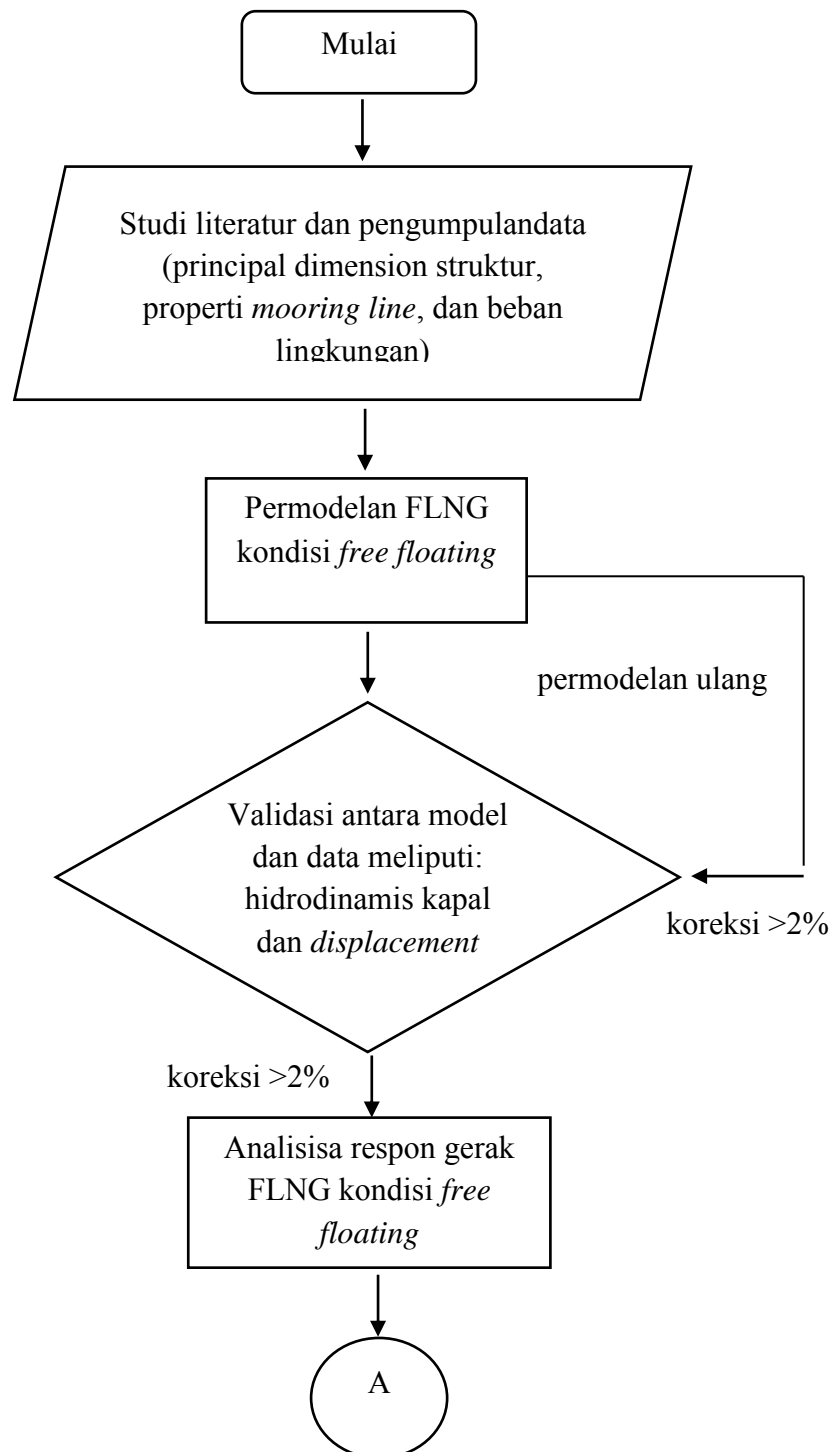 Mulai
Studi literatur dan pengumpulandata
(principal dimension struktur,
properti mooring line, dan beban
lingkungan)
Permodelan FLNG
kondisi free floating
permodelan ulang
Validasi antara model
dan data meliputi:
hidrodinamis kapal
dan displacement
koreksi >2%
koreksi >2%
Analisisa respon gerak
FLNG kondisi free
floating
A